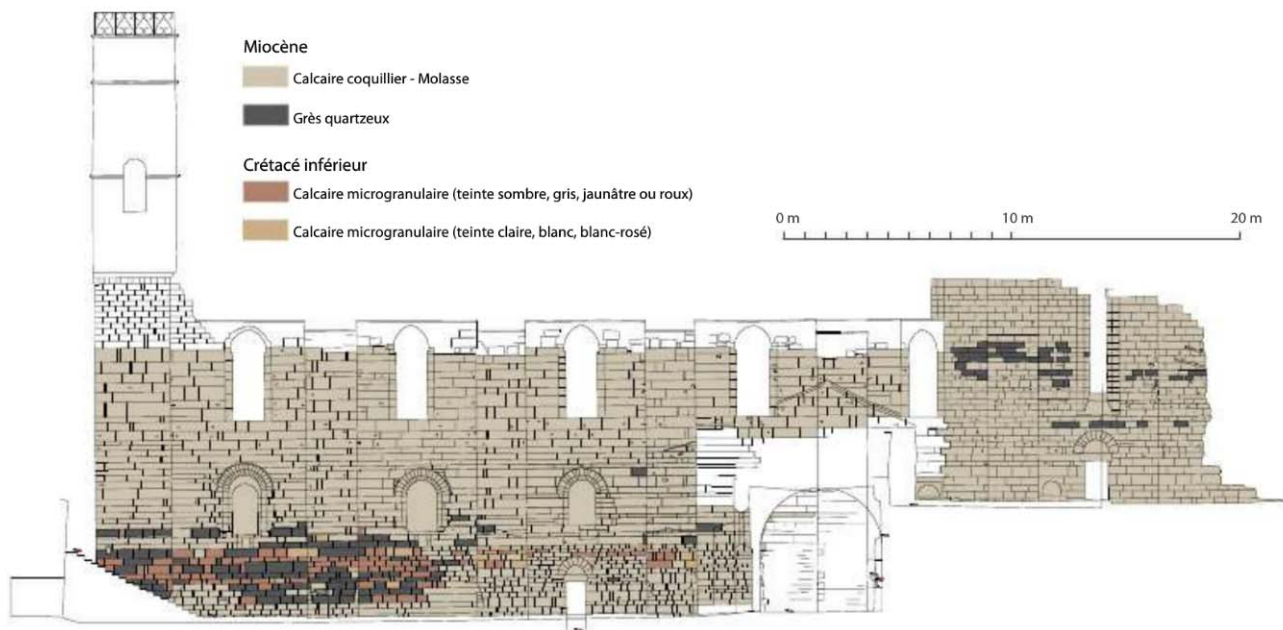 Miocène
Calcaire coquillier - Molasse
Grès quartzeux
Crétacé inférieur
Calcaire microgranulaire (teinte sombre, gris, jaunâtre ou roux)
Calcaire microgranulaire (teinte claire, blanc, blanc-rosé)
0 m 10 m 20 m